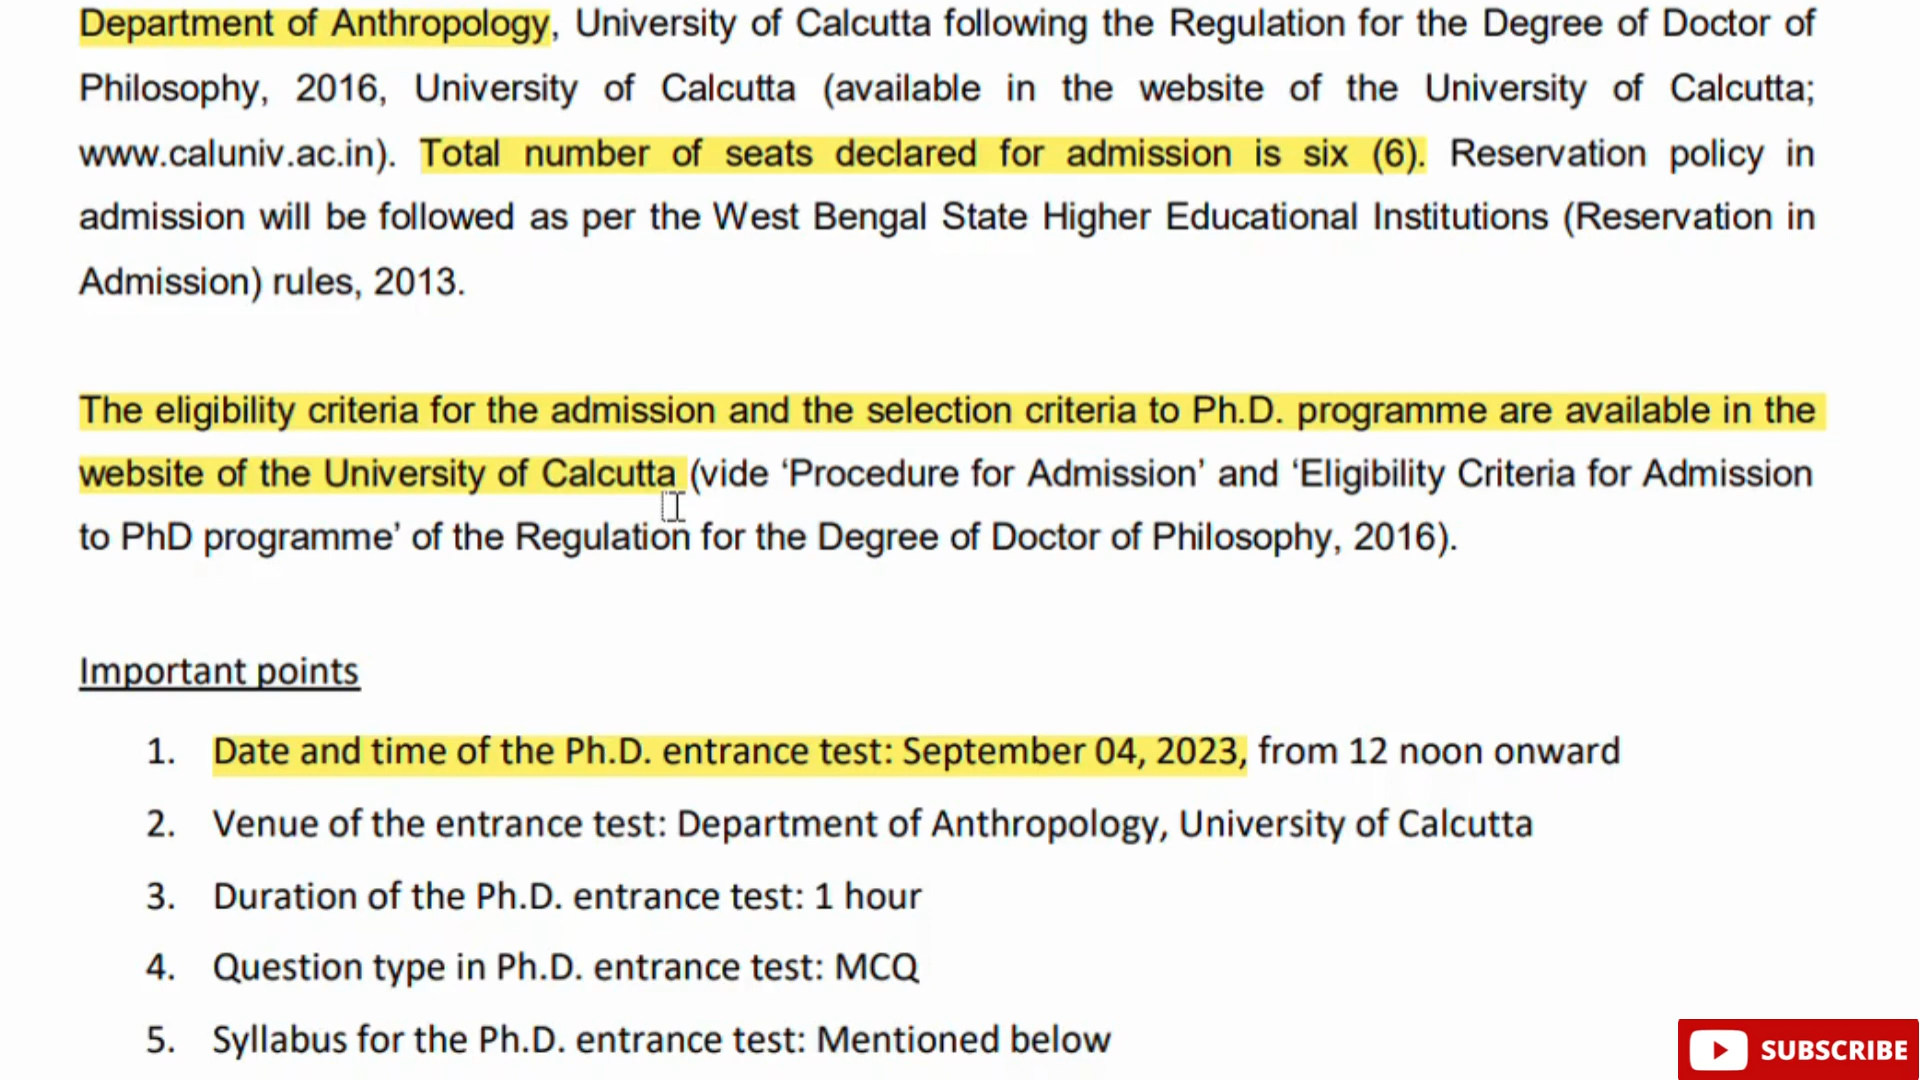 Department of Anthropology, University of Calcutta following the Regulation for the Degree of Doctor of
Philosophy, 2016, University of Calcutta (available in the website of the University of Calcutta;
www.caluniv.ac.in). Total number of seats declared for admission is six (6). Reservation policy in
admission will be followed as per the West Bengal State Higher Educational Institutions (Reservation in
Admission) rules, 2013.
The eligibility criteria for the admission and the selection criteria to Ph.D. programme are available in the
website of the University of Calcutta (vide ‘Procedure for Admission’ and ‘Eligibility Criteria for Admission
to PhD programme’ of the Regulation for the Degree of Doctor of Philosophy, 2016).
Important points
1. Date and time of the Ph.D. entrance test: September 04, 2023, from 12 noon onward
2. Venue of the entrance test: Department of Anthropology, University of Calcutta
3. Duration of the Ph.D. entrance test: 1 hour
4. Question type in Ph.D. entrance test: MCQ
5. Syllabus for the Ph.D. entrance test: Mentioned below
SUBSCRIBE